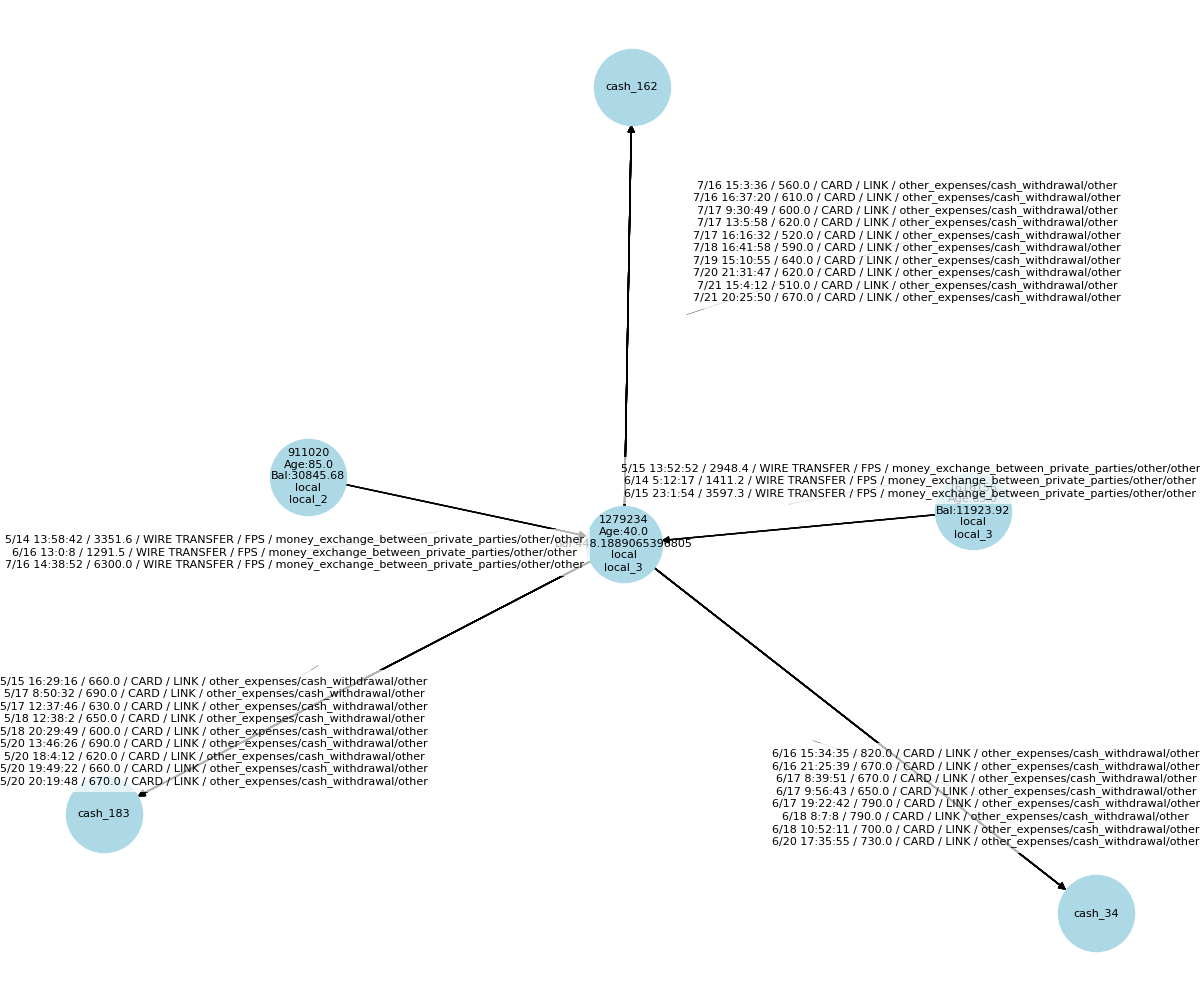 cash_162
7/16 15:3:36 / 560.0 / CARD / LINK / other_expenses/cash_withdrawal/other
7/16 16:37:20 / 610.0 / CARD / LINK / other_expenses/cash_withdrawal/other
7/17 9:30:49 / 600.0 / CARD / LINK / other_expenses/cash_withdrawal/other
7/17 13:5:58 / 620.0 / CARD / LINK / other_expenses/cash_withdrawal/other
7/17 16:16:32 / 520.0 / CARD / LINK / other_expenses/cash_withdrawal/other
7/18 16:41:58 / 590.0 / CARD / LINK / other_expenses/cash_withdrawal/other
7/19 15:10:55 / 640.0 / CARD / LINK / other_expenses/cash_withdrawal/other
7/20 21:31:47 / 620.0 / CARD / LINK / other_expenses/cash_withdrawal/other
7/21 15:4:12 / 510.0 / CARD / LINK / other_expenses/cash_withdrawal/other
7/21 20:25:50 / 670.0 / CARD / LINK / other_expenses/cash_withdrawal/other
911020
Age:85.0
Bal:30845.68
local
local_2
5/15 13:52:52 / 2948.4 / WIRE TRANSFER / FPS / money_exchange_between_private_parties/other/other
6/14 5:12:17 / 1411.2 / WIRE TRANSFER / FPS / money_exchange_between_private_parties/other/other
6/15 23:1:54 / 3597.3 / WIRE TRANSFER / FPS / money_exchange_between_private_parties/other/other
Bal:11923.92
local
local_3
1279234
Age:40.0
8.1889065396805
local
local_3
5/14 13:58:42 / 3351.6 / WIRE TRANSFER / FPS / money_exchange_between_private_parties/other/other
6/16 13:0:8 / 1291.5 / WIRE TRANSFER / FPS / money_exchange_between_private_parties/other/other
7/16 14:38:52 / 6300.0 / WIRE TRANSFER / FPS / money_exchange_between_private_parties/other/other
5/15 16:29:16 / 660.0 / CARD / LINK / other_expenses/cash_withdrawal/other
5/17 8:50:32 / 690.0 / CARD / LINK / other_expenses/cash_withdrawal/other
5/17 12:37:46 / 630.0 / CARD / LINK / other_expenses/cash_withdrawal/other
5/18 12:38:2 / 650.0 / CARD / LINK / other_expenses/cash_withdrawal/other
5/18 20:29:49 / 600.0 / CARD / LINK / other_expenses/cash_withdrawal/other
5/20 13:46:26 / 690.0 / CARD / LINK / other_expenses/cash_withdrawal/other
5/20 18:4:12 / 620.0 / CARD / LINK / other_expenses/cash_withdrawal/other
5/20 19:49:22 / 660.0 / CARD / LINK / other_expenses/cash_withdrawal/other
5/20 20:19:48 / 670.0 / CARD / LINK / other_expenses/cash_withdrawal/other
cash_183
6/16 15:34:35 / 820.0 / CARD / LINK / other_expenses/cash_withdrawal/other
6/16 21:25:39 / 670.0 / CARD / LINK / other_expenses/cash_withdrawal/other
6/17 8:39:51 / 670.0 / CARD / LINK / other_expenses/cash_withdrawal/other
6/17 9:56:43 / 650.0 / CARD / LINK / other_expenses/cash_withdrawal/other
6/17 19:22:42 / 790.0 / CARD / LINK / other_expenses/cash_withdrawal/other
6/18 8:7:8 / 790.0 / CARD / LINK / other_expenses/cash_withdrawal/other
6/18 10:52:11 / 700.0 / CARD / LINK / other_expenses/cash_withdrawal/other
6/20 17:35:55 / 730.0 / CARD / LINK / other_expenses/cash_withdrawal/other
cash_34